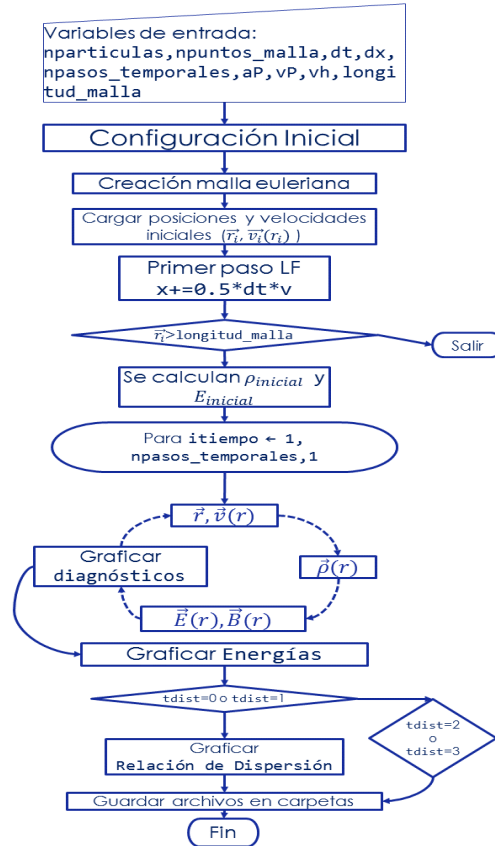 Variables de entrada:
nparticulas,npuntos_malla,dt,dx,
npasos_temporales,aP,vP,vh,longi
tud_malla
Configuración Inicial
Creación malla euleriana
Cargar posiciones y velocidades
iniciales (r⃗ᵢ, v⃗ᵢ(rᵢ) )
Primer paso LF
x+=0.5*dt*v
r⃗ᵢ>longitud_malla
Salir
Se calculan ρ_inicial y
E_inicial
Para itiempo ← 1,
npasos_temporales,1
r⃗, v⃗(r)
Graficar
diagnósticos
ρ⃗(r)
E⃗(r), B⃗(r)
Graficar Energías
tdist=0 o tdist=1
tdist=2
o
tdist=3
Graficar
Relación de Dispersión
Guardar archivos en carpetas
Fin